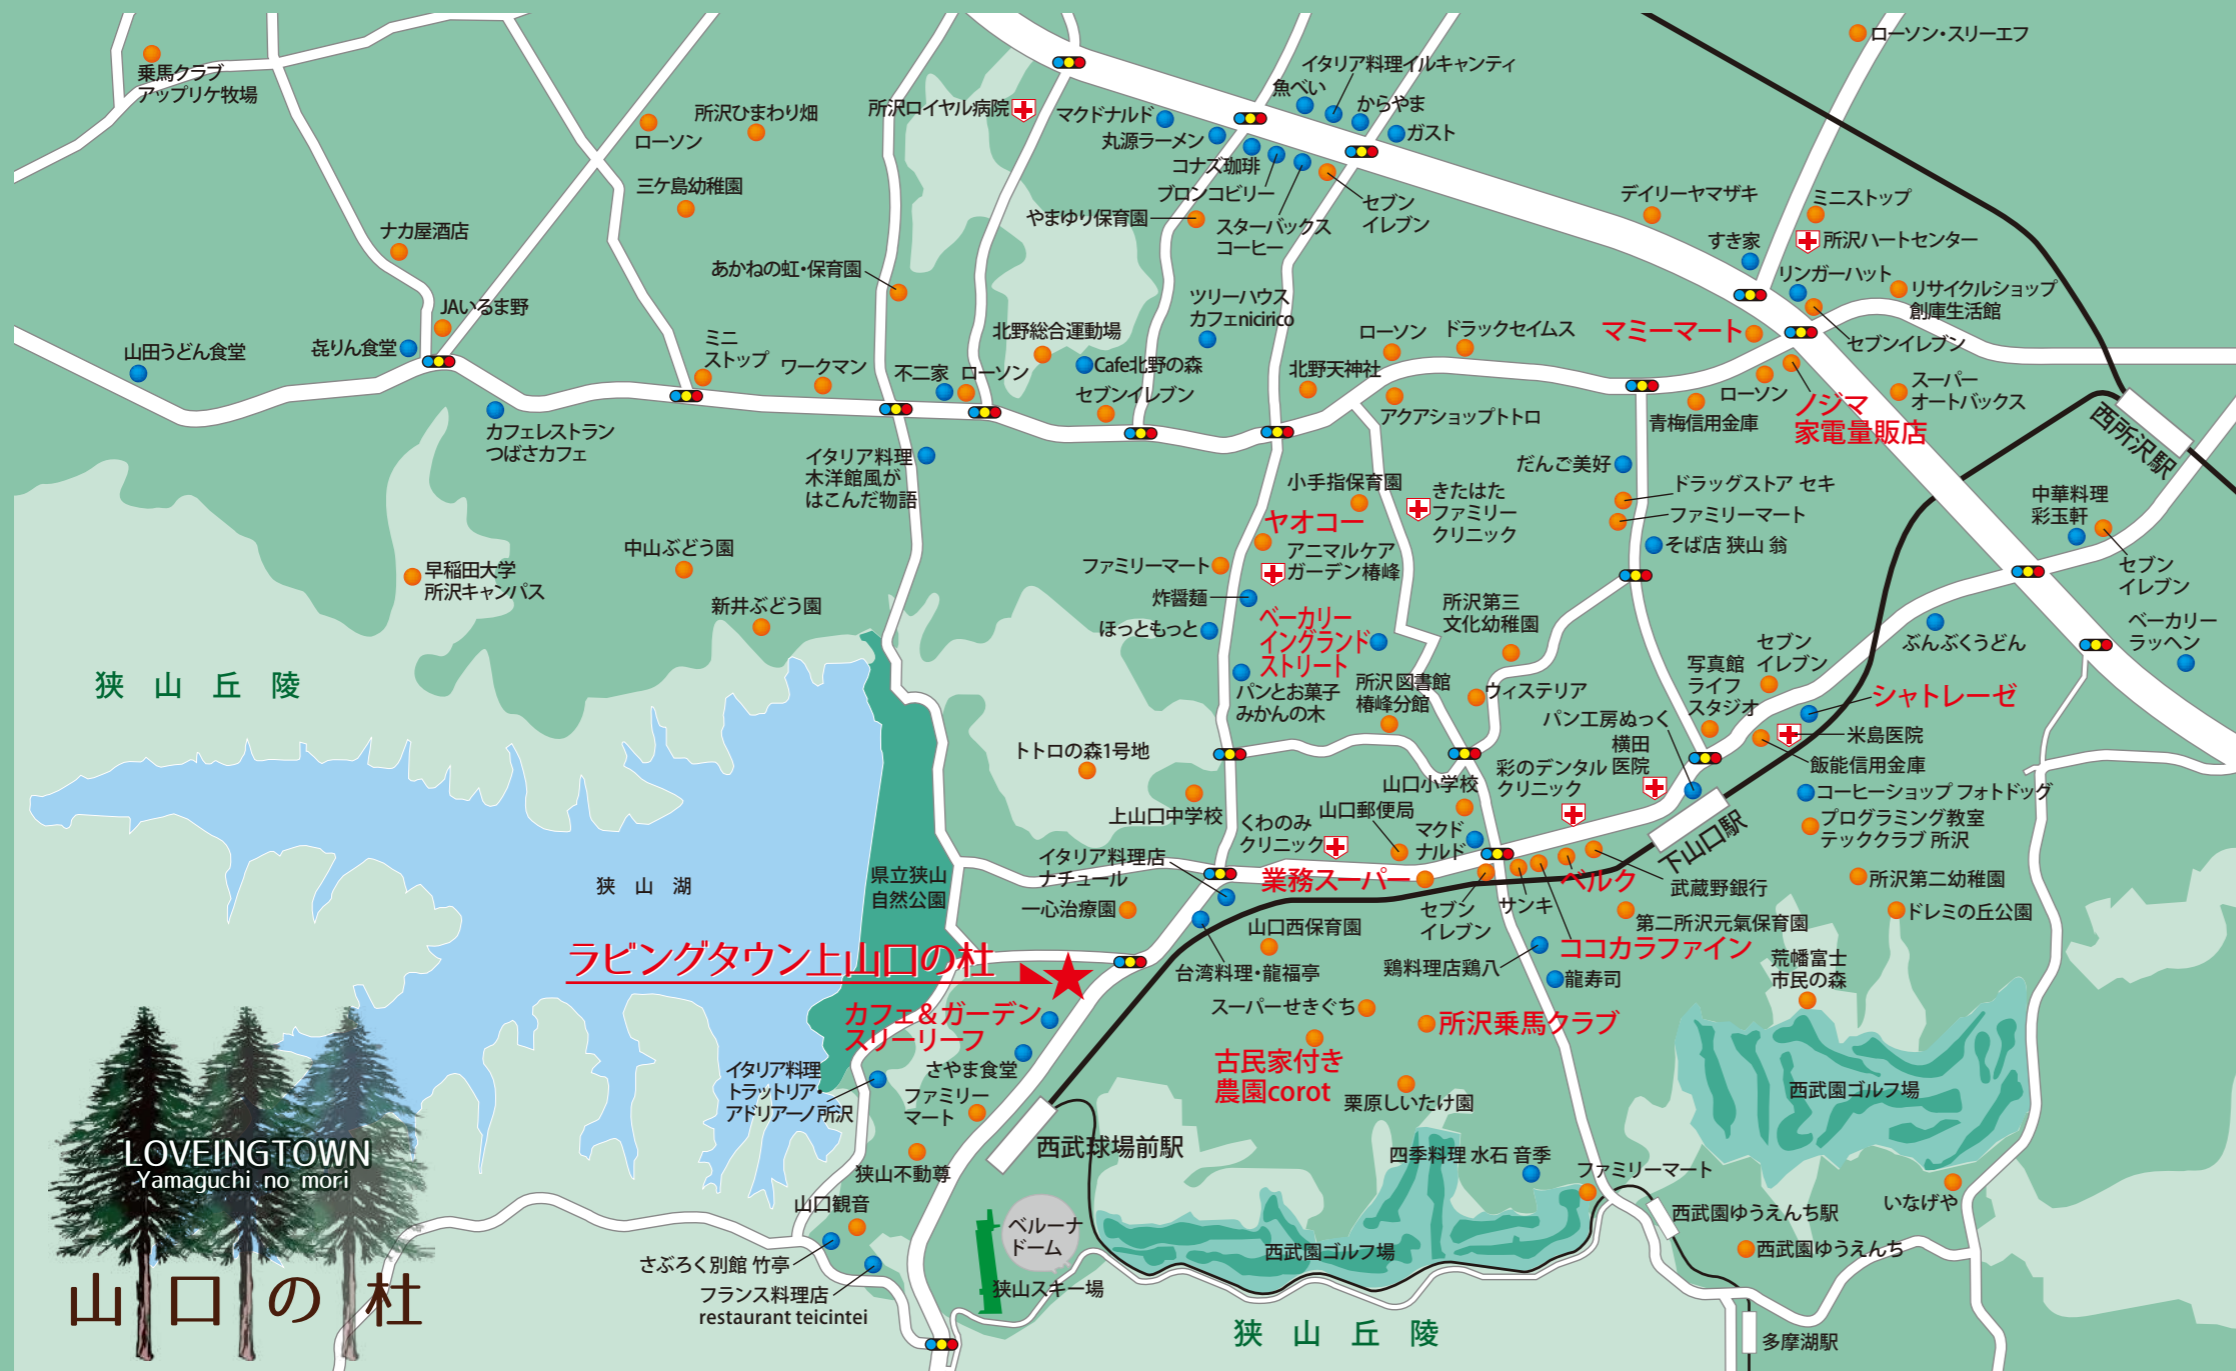 ローソン・スリーエフ
乗馬クラブ
アップリケ牧場
イタリア料理イルキャンティ
魚べい
からやま
所沢ひまわり畑
所沢ロイヤル病院
マクドナルド
ガスト
ローソン
丸源ラーメン
コナズ珈琲
ブロンコビリー
三ケ島幼稚園
やまゆり保育園
スターバックス
コーヒー
セブン
イレブン
デイリーヤマザキ
ミニストップ
すき家
所沢ハートセンター
ナカ屋酒店
あかねの虹・保育園
リンガーハット
リサイクルショップ
創庫生活館
JAいるま野
ツリーハウス
カフェnicirico
北野総合運動場
ローソン
ドラックセイムス
マミーマート
セブンイレブン
山田うどん食堂
㐂りん食堂
ミニ
ストップ
ワークマン
不二家
ローソン
Cafe北野の森
セブンイレブン
北野天神社
アクアショップトトロ
青梅信用金庫
ローソン
ノジマ
家電量販店
スーパー
オートバックス
西所沢駅
カフェレストラン
つばさカフェ
イタリア料理
木洋館風が
はこんだ物語
だんご美好
小手指保育園
きたはた
ファミリー
クリニック
ドラッグストア セキ
ファミリーマート
そば店 狭山 翁
中華料理
彩玉軒
セブン
イレブン
ヤオコー
アニマルケア
ガーデン椿峰
ファミリーマート
早稲田大学
所沢キャンパス
中山ぶどう園
新井ぶどう園
炸醤麺
ほっともっと
ベーカリー
イングランド
ストリート
所沢第三
文化幼稚園
ベーカリー
ラッヘン
ぶんぶくうどん
セブン
イレブン
写真館
ライフ
スタジオ
狭山丘陵
パンとお菓子
みかんの木
所沢図書館
椿峰分館
ウィステリア
パン工房ぬっく
シャトレーゼ
米島医院
飯能信用金庫
トトロの森1号地
横田
医院
彩のデンタル
クリニック
山口小学校
コーヒーショップ フォトドッグ
プログラミング教室
テッククラブ 所沢
上山口中学校
くわのみ
クリニック
山口郵便局
マクド
ナルド
下山口駅
イタリア料理店
ナチュール
県立狭山
自然公園
狭山湖
業務スーパー
ベルク
武蔵野銀行
所沢第二幼稚園
一心治療園
セブン
イレブン
サンキ
第二所沢元氣保育園
ドレミの丘公園
山口西保育園
ココカラファイン
ラビングタウン上山口の杜
台湾料理・龍福亭
鶏料理店鶏八
龍寿司
荒幡富士
市民の森
カフェ&ガーデン
スリーリーフ
スーパーせきぐち
所沢乗馬クラブ
さやま食堂
古民家付き
農園corot
イタリア料理
トラットリア・
アドリアーノ所沢
ファミリー
マート
栗原しいたけ園
西武園ゴルフ場
西武球場前駅
狭山不動尊
四季料理 水石 音季
ファミリーマート
LOVEINGTOWN
Yamaguchi no mori
山口の杜
山口観音
いなげや
西武園ゆうえんち駅
ベルーナ
ドーム
西武園ゴルフ場
西武園ゆうえんち
さぶろく別館 竹亭
フランス料理店
restaurant teicintei
狭山スキー場
狭山丘陵
多摩湖駅